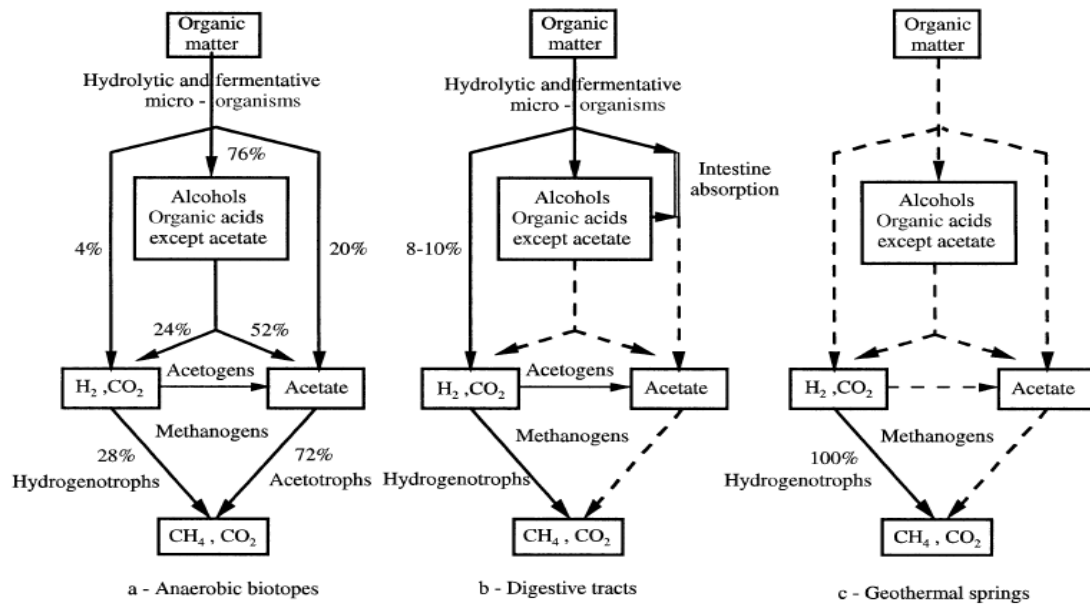 Organic
matter
Hydrolytic and fermentative
micro - organisms
76%
Alcohols
Organic acids
except acetate
4%
20%
24%
52%
H2 ,CO2
Acetogens
Acetate
Methanogens
28%
72%
Hydrogenotrophs
Acetotrophs
CH4 , CO2
a - Anaerobic biotopes
Organic
matter
Hydrolytic and fermentative
micro - organisms
Intestine
absorption
Alcohols
Organic acids
except acetate
8-10%
H2 ,CO2
Acetogens
Acetate
Methanogens
Hydrogenotrophs
CH4 , CO2
b - Digestive tracts
Organic
matter
Alcohols
Organic acids
except acetate
H2 ,CO2
Acetate
Methanogens
100%
Hydrogenotrophs
CH4 , CO2
c - Geothermal springs